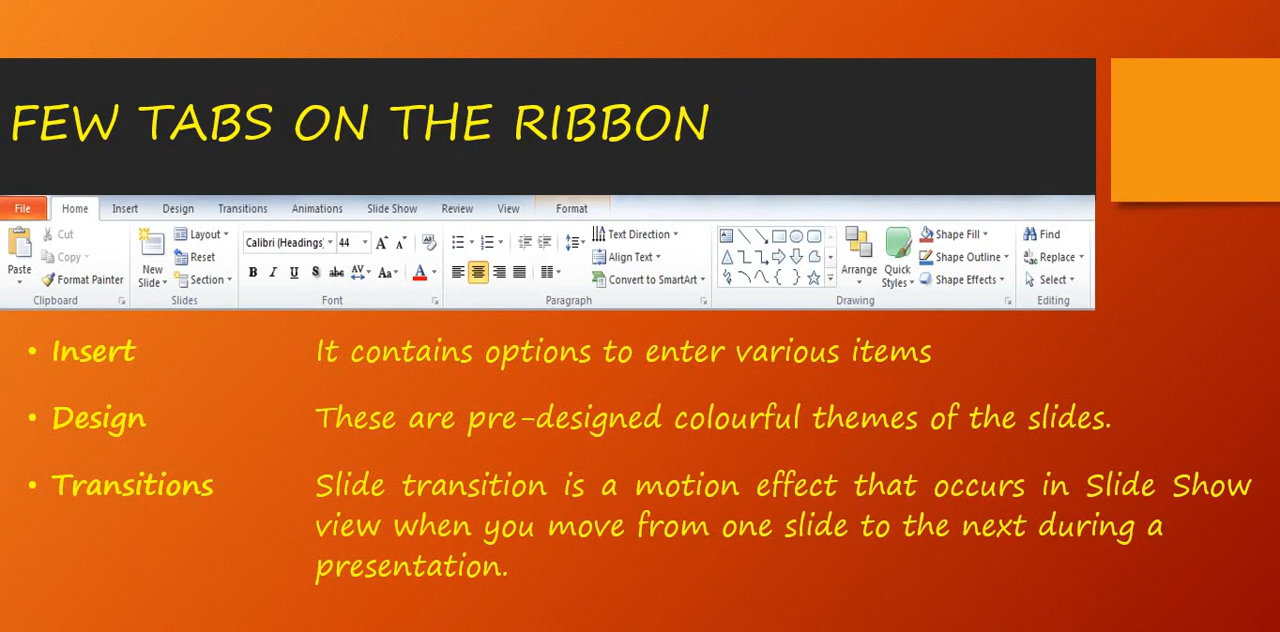 FEW TABS ON THE RIBBON
File Home Insert Design Transitions Animations Slide Show Review View Format
Cut
Copy
Format Painter
Paste
Clipboard
New Slide
Layout
Reset
Section
Slides
Calibri (Headings) 44
B I U S abc AV Aa A
Font
Text Direction
Align Text
Convert to SmartArt
Paragraph
Arrange
Quick Styles
Shape Fill
Shape Outline
Shape Effects
Drawing
Find
Replace
Select
Editing
• Insert It contains options to enter various items
• Design These are pre-designed colourful themes of the slides.
• Transitions Slide transition is a motion effect that occurs in Slide Show
view when you move from one slide to the next during a
presentation.